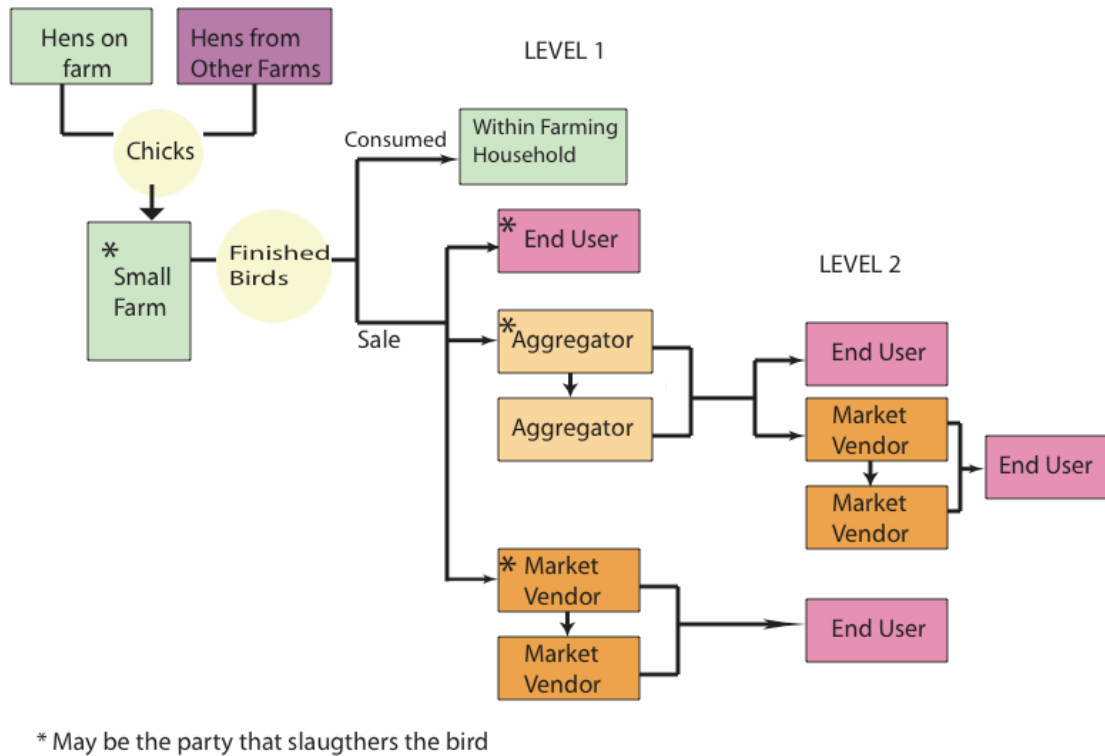 Hens on
farm
Hens from
Other Farms
LEVEL 1
Chicks
Consumed
Within Farming
Household
* Small
Farm
Finished
Birds
Sale
* End User
LEVEL 2
* Aggregator
Aggregator
End User
Market
Vendor
Market
Vendor
End User
* Market
Vendor
Market
Vendor
End User
* May be the party that slaugthers the bird